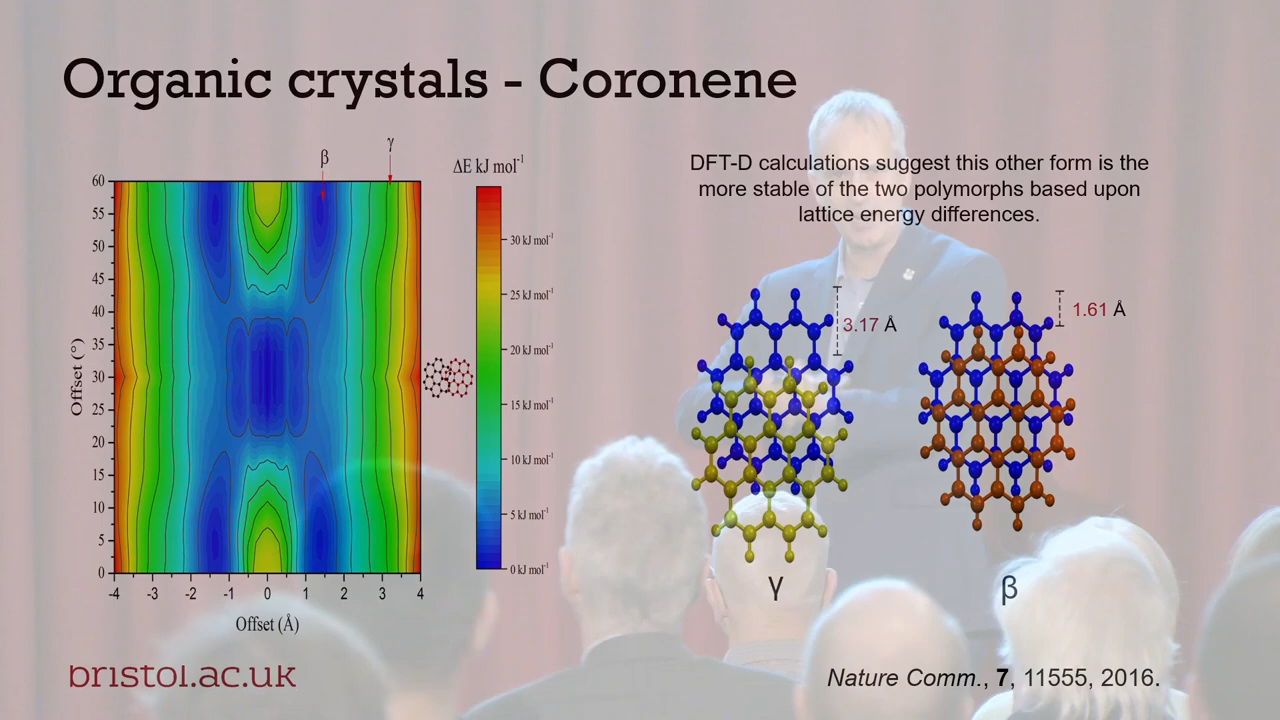 Organic crystals - Coronene
β
γ
ΔE kJ mol⁻¹
DFT-D calculations suggest this other form is the
more stable of the two polymorphs based upon
lattice energy differences.
60
55
50
45
40
35
30
25
20
15
10
5
0
Offset (°)
-4 -3 -2 -1 0 1 2 3 4
Offset (Å)
30 kJ mol⁻¹
25 kJ mol⁻¹
20 kJ mol⁻¹
15 kJ mol⁻¹
10 kJ mol⁻¹
5 kJ mol⁻¹
0 kJ mol⁻¹
3.17 Å
1.61 Å
γ
β
bristol.ac.uk
Nature Comm., 7, 11555, 2016.